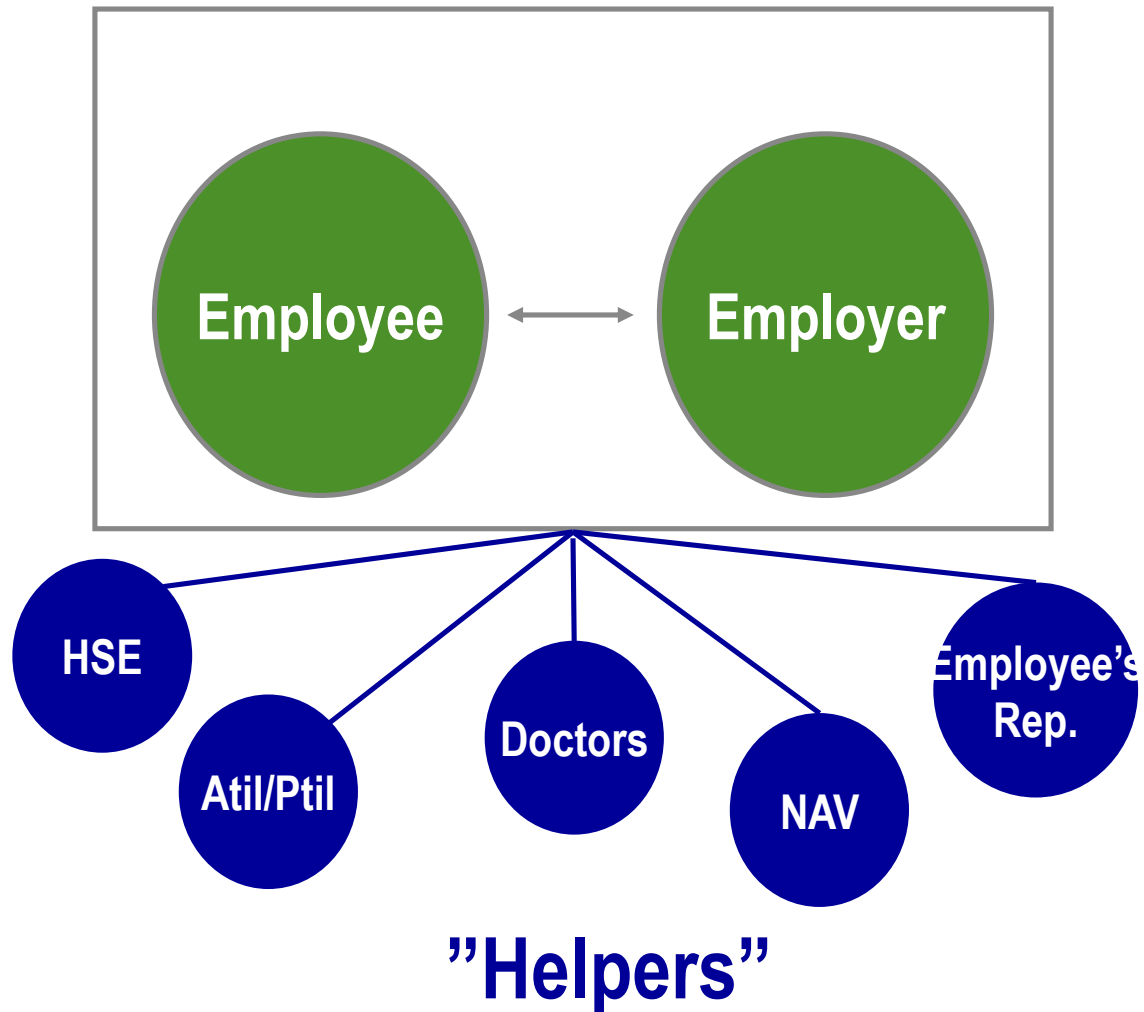 Employee
Employer
HSE
Atil/Ptil
Doctors
NAV
Employee’s
Rep.
”Helpers”